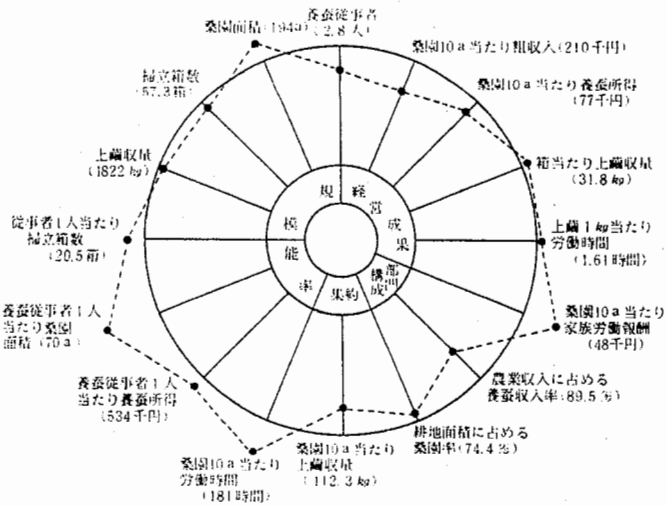 養蚕従事者
(2.8人)
桑園10a当たり粗収入(210千円)
桑園10a当たり養蚕所得
(77千円)
箱当たり上繭収量
(31.8kg)
上繭1kg当たり
労働時間
(1.61時間)
桑園10a当たり
家族労働報酬
(48千円)
農業収入に占める
養蚕収入率(89.5%)
耕地面積に占める
桑園率(74.4%)
桑園10a当たり
上繭収量
(112.3kg)
桑園10a当たり
労働時間
(181時間)
養蚕従事者1人
当たり養蚕所得
(534千円)
養蚕従事者1人
当たり桑園
面積(70a)
従事者1人当たり
掃立箱数
(20.5箱)
上繭収量
(1822kg)
掃立箱数
(57.3箱)
桑園面積(194a)
規模
経営成果
部門構成
集約
能率